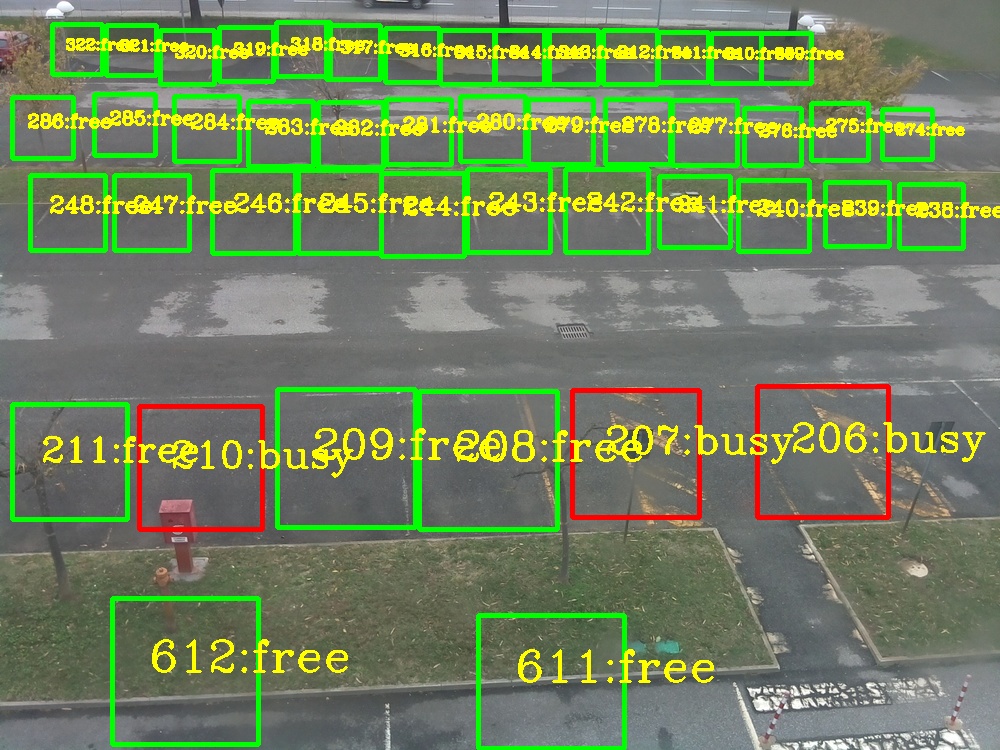 322:free 321:free 320:free 319:free 318:free 317:free 316:free 315:free 314:free 313:free 312:free 311:free 310:free 309:free
286:free 285:free 284:free 283:free 282:free 281:free 280:free 279:free 278:free 277:free 276:free 275:free 274:free
248:free 247:free 246:free 245:free 244:free 243:free 242:free 241:free 240:free 239:free 238:free
211:free 210:busy 209:free 208:free 207:busy 206:busy
612:free 611:free